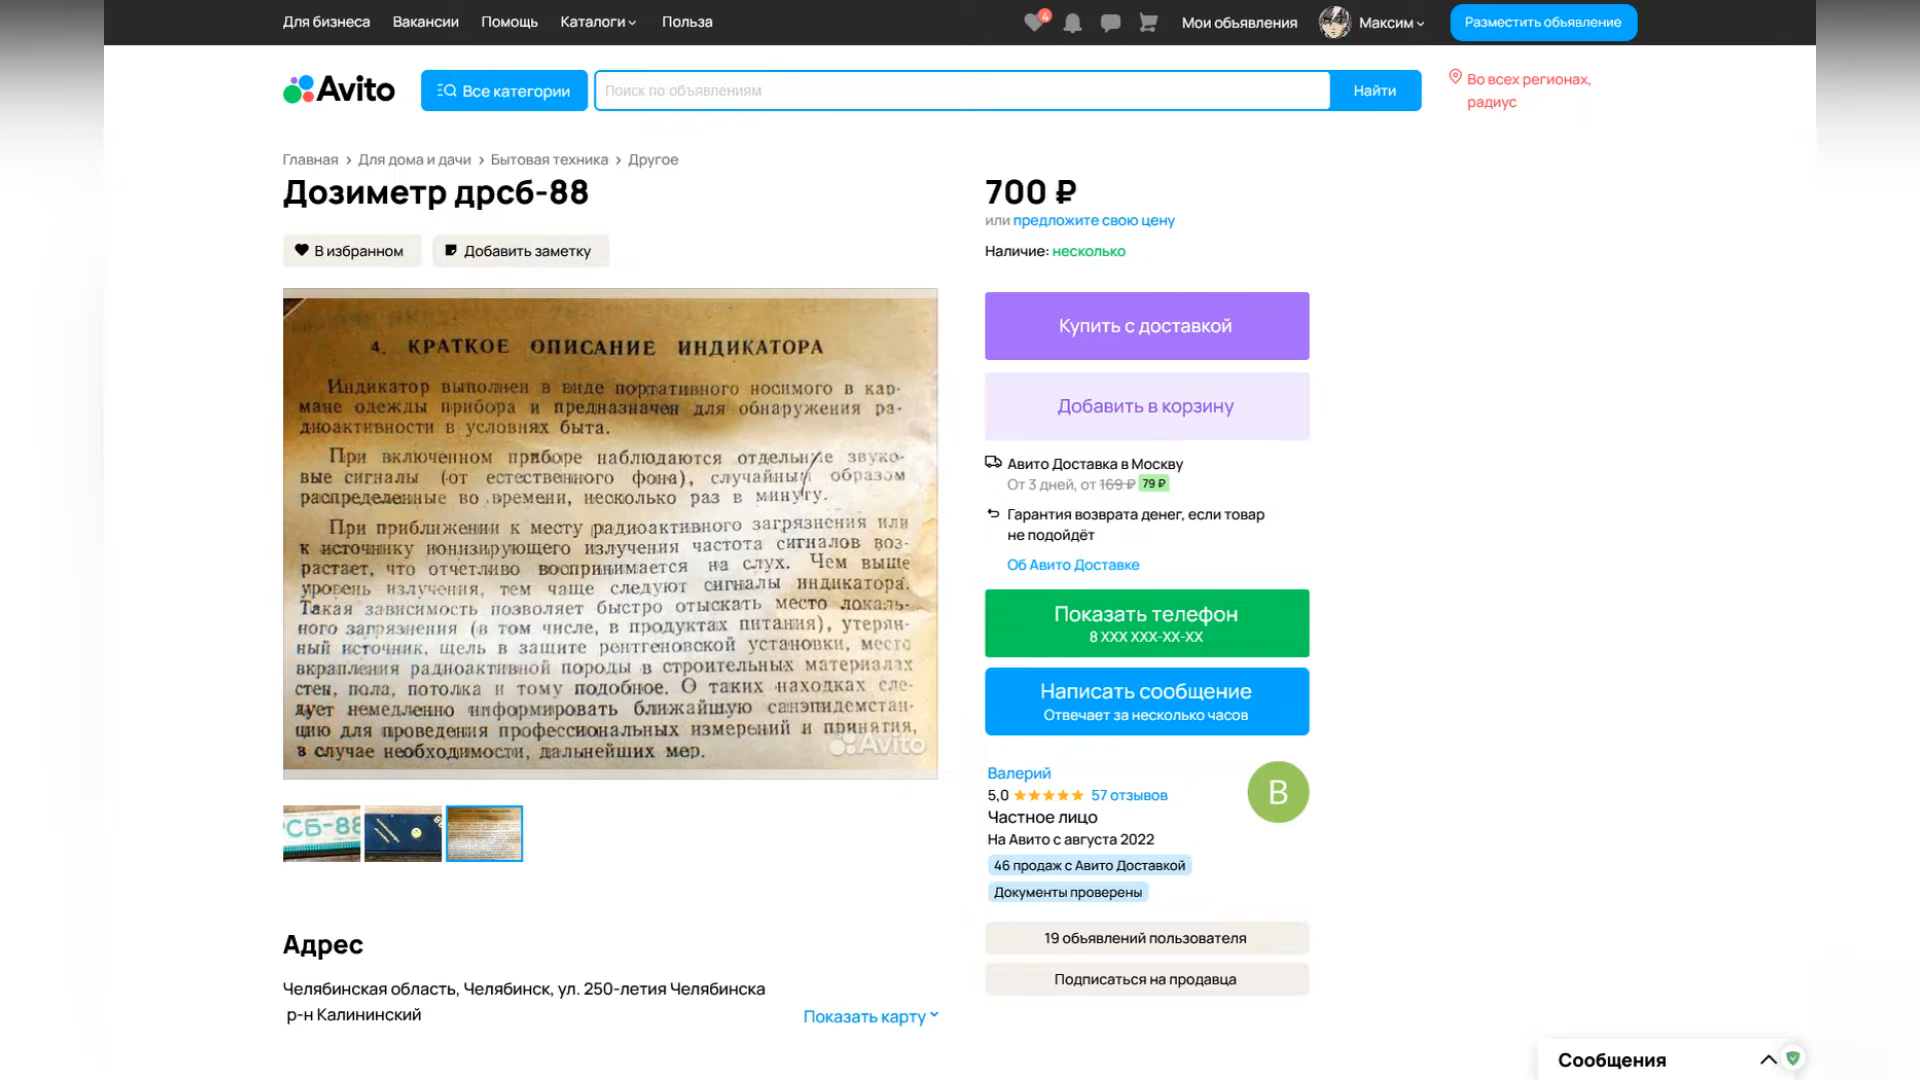 Для бизнеса Вакансии Помощь Каталоги Польза
4 Мои объявления Максим Разместить объявление
Avito Все категории Поиск по объявлениям Найти Во всех регионах,
радиус
Главная > Для дома и дачи > Бытовая техника > Другое
Дозиметр дрсб-88
В избранном Добавить заметку
4. КРАТКОЕ ОПИСАНИЕ ИНДИКАТОРА
Индикатор выполнен в виде портативного носимого в кар-
мане одежды прибора и предназначен для обнаружения ра-
диоактивности в условиях быта.
При включенном приборе наблюдаются отдельные звуко-
вые сигналы (от естественного фона), случайным образом
распределенные во времени, несколько раз в минуту.
При приближении к месту радиоактивного загрязнения или
к источнику ионизирующего излучения частота сигналов воз-
растает, что отчетливо воспринимается на слух. Чем выше
уровень излучения, тем чаще следуют сигналы индикатора.
Такая зависимость позволяет быстро отыскать место локаль-
ного загрязнения (в том числе, в продуктах питания), утерян-
ный источник, щель в защите рентгеновской установки, место
вкрапления радиоактивной породы в строительных материалах
стен, пола, потолка и тому подобное. О таких находках сле-
дует немедленно информировать ближайшую санэпидемстан-
цию для проведения профессиональных измерений и принятия,
в случае необходимости, дальнейших мер.
Avito
РСБ-88
Адрес
Челябинская область, Челябинск, ул. 250-летия Челябинска
р-н Калининский
Показать карту
700 ₽
или предложите свою цену
Наличие: несколько
Купить с доставкой
Добавить в корзину
Авито Доставка в Москву
От 3 дней, от 169 ₽ 79 ₽
Гарантия возврата денег, если товар
не подойдёт
Об Авито Доставке
Показать телефон
8 XXX XXX-XX-XX
Написать сообщение
Отвечает за несколько часов
Валерий
В
5,0 57 отзывов
Частное лицо
На Авито с августа 2022
46 продаж с Авито Доставкой
Документы проверены
19 объявлений пользователя
Подписаться на продавца
Сообщения